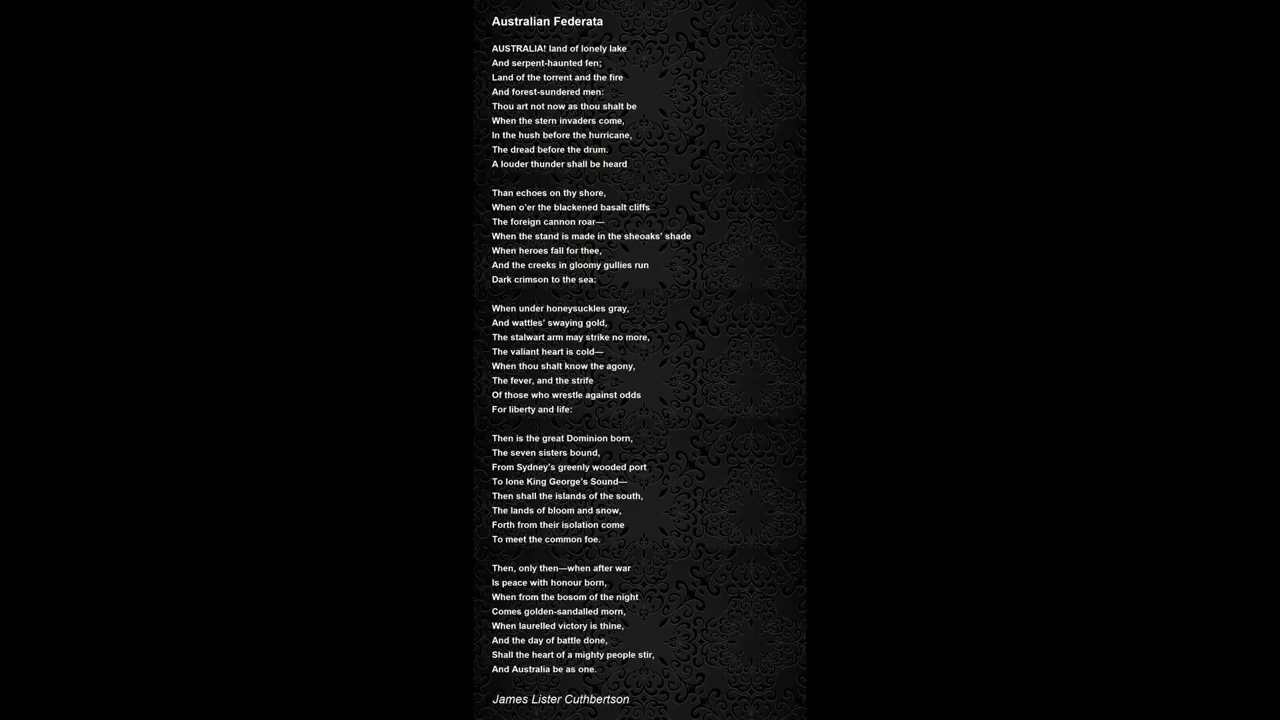 Australian Federata
AUSTRALIA! land of lonely lake
And serpent-haunted fen;
Land of the torrent and the fire
And forest-sundered men:
Thou art not now as thou shalt be
When the stern invaders come,
In the hush before the hurricane,
The dread before the drum.
A louder thunder shall be heard
Than echoes on thy shore,
When o'er the blackened basalt cliffs
The foreign cannon roar—
When the stand is made in the sheoaks' shade
When heroes fall for thee,
And the creeks in gloomy gullies run
Dark crimson to the sea:
When under honeysuckles gray,
And wattles' swaying gold,
The stalwart arm may strike no more,
The valiant heart is cold—
When thou shalt know the agony,
The fever, and the strife
Of those who wrestle against odds
For liberty and life:
Then is the great Dominion born,
The seven sisters bound,
From Sydney's greenly wooded port
To lone King George's Sound—
Then shall the islands of the south,
The lands of bloom and snow,
Forth from their isolation come
To meet the common foe.
Then, only then—when after war
Is peace with honour born,
When from the bosom of the night
Comes golden-sandalled morn,
When laurelled victory is thine,
And the day of battle done,
Shall the heart of a mighty people stir,
And Australia be as one.
James Lister Cuthbertson